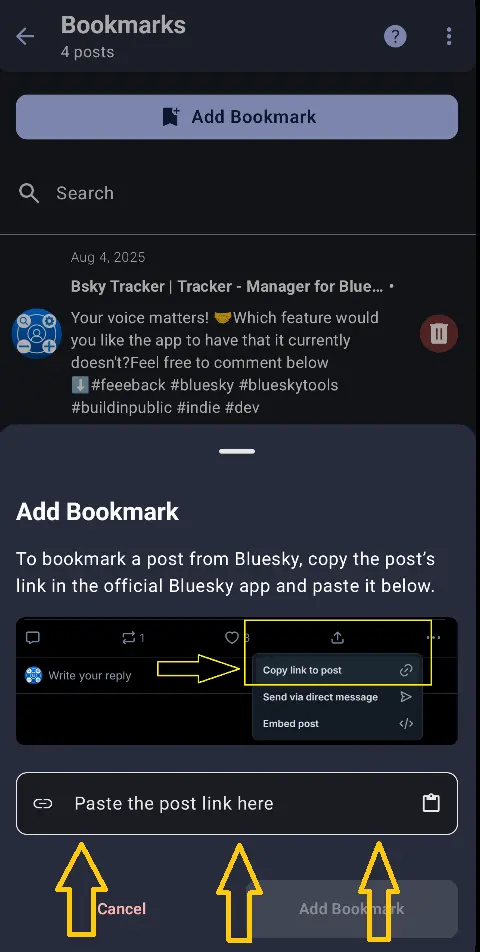 Bookmarks
4 posts
?
Add Bookmark
Search
Aug 4, 2025
Bsky Tracker | Tracker - Manager for Blue... •
Your voice matters! 🤝Which feature would
you like the app to have that it currently
doesn't?Feel free to comment below
⬇️#feeeback #bluesky #blueskytools
#buildinpublic #indie #dev
Add Bookmark
To bookmark a post from Bluesky, copy the post's
link in the official Bluesky app and paste it below.
1 8
Write your reply
Copy link to post
Send via direct message
Embed post </>
Paste the post link here
Cancel Add Bookmark